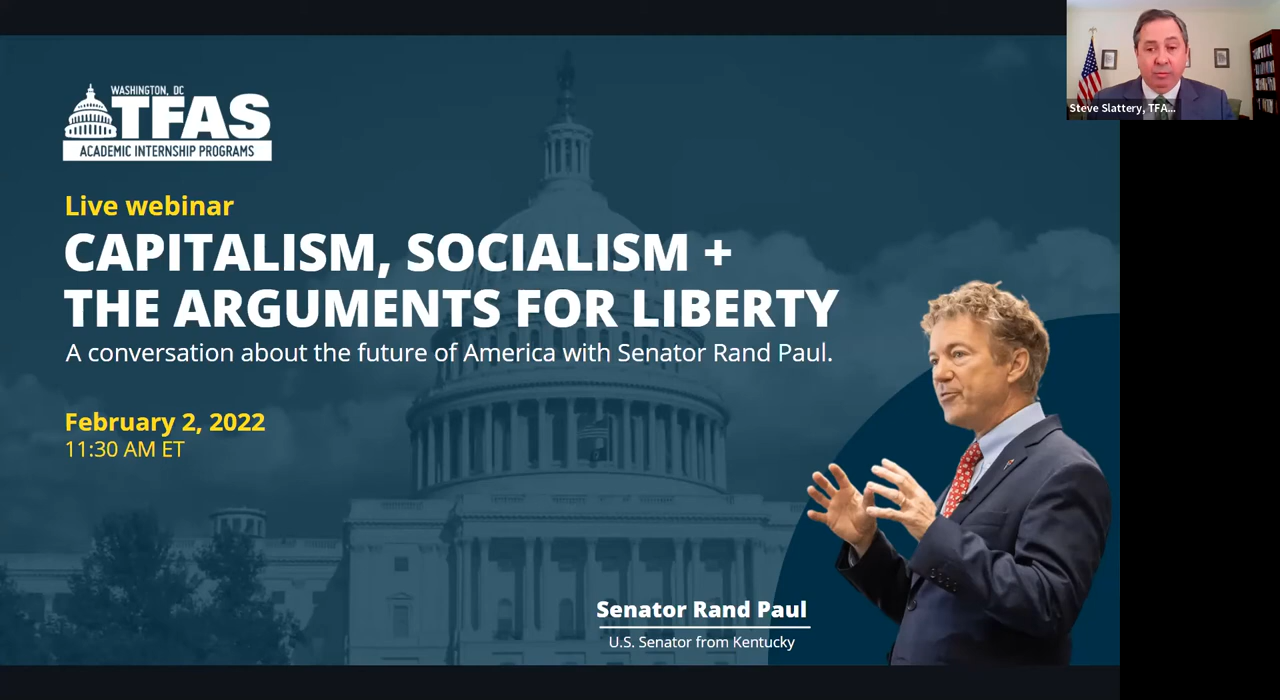 WASHINGTON, DC
TFAS
ACADEMIC INTERNSHIP PROGRAMS
Live webinar
CAPITALISM, SOCIALISM +
THE ARGUMENTS FOR LIBERTY
A conversation about the future of America with Senator Rand Paul.
February 2, 2022
11:30 AM ET
Senator Rand Paul
U.S. Senator from Kentucky
Steve Slattery, TFA...